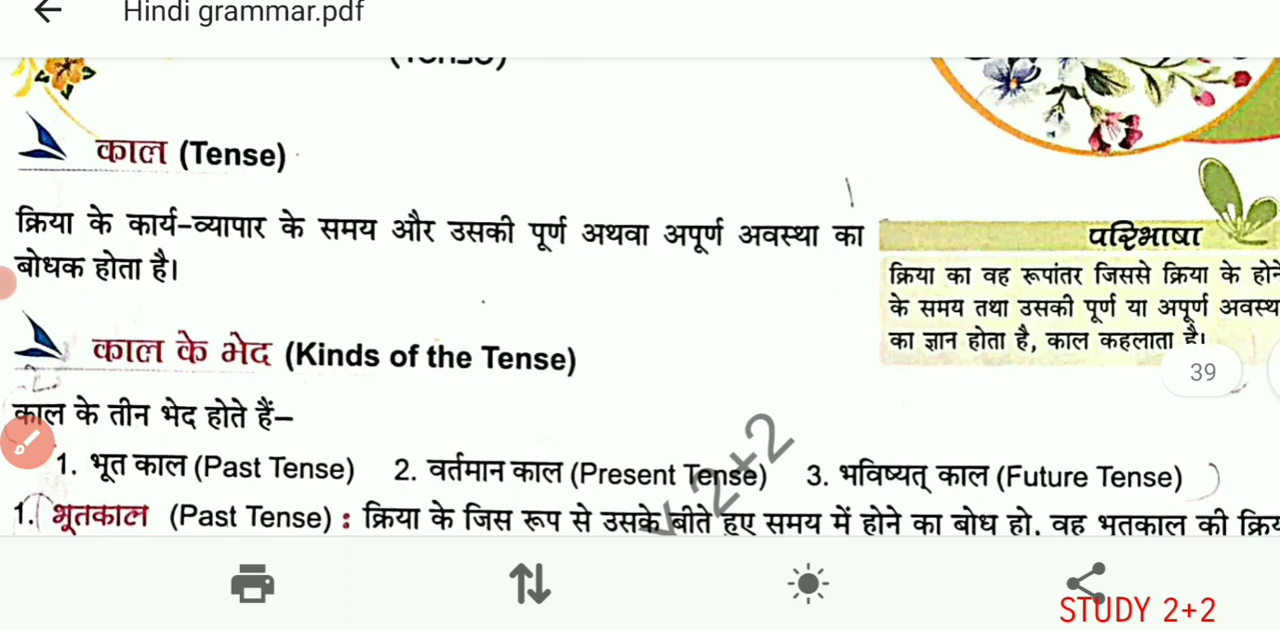 Hindi grammar.pdf
काल (Tense)
क्रिया के कार्य-व्यापार के समय और उसकी पूर्ण अथवा अपूर्ण अवस्था का
बोधक होता है।
परिभाषा
क्रिया का वह रूपांतर जिससे क्रिया के होने
के समय तथा उसकी पूर्ण या अपूर्ण
का ज्ञान होता है, काल कहलाता है।
39
काल के भेद (Kinds of the Tense)
काल के तीन भेद होते हैं–
1. भूत काल (Past Tense) 2. वर्तमान काल (Present Tense) 3. भविष्यत् काल (Future Tense)
1. भूतकाल (Past Tense) : क्रिया के जिस रूप से उसके बीते हुए समय में होने का बोध हो, वह भूतकाल की
2+2
STUDY 2+2